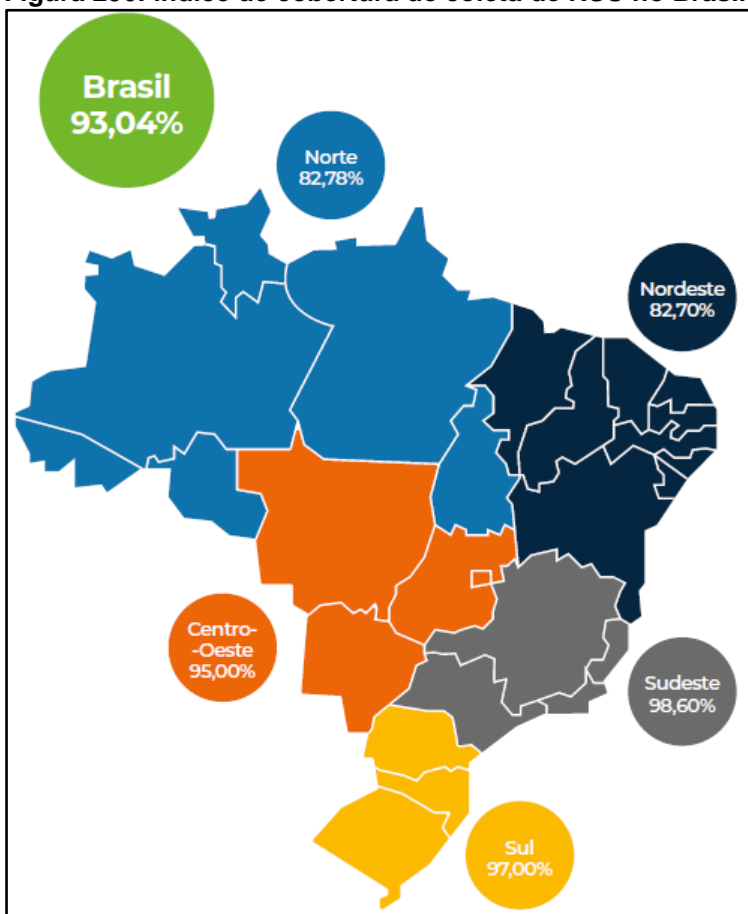 Brasil
93,04%
Norte
82,78%
Nordeste
82,70%
Centro-
-Oeste
95,00%
Sudeste
98,60%
Sul
97,00%